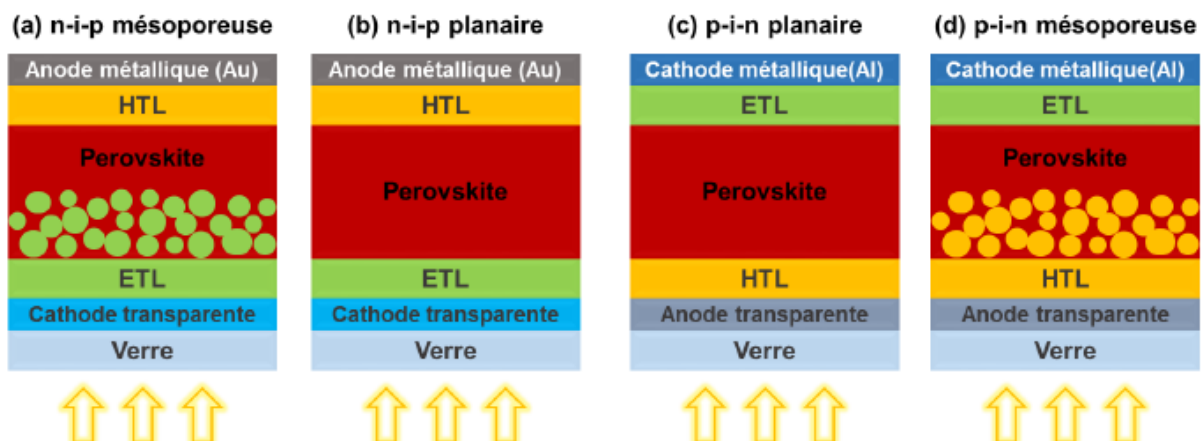 (a) n-i-p mésoporeuse
Anode métallique (Au)
HTL
Perovskite
ETL
Cathode transparente
Verre
(b) n-i-p planaire
Anode métallique (Au)
HTL
Perovskite
ETL
Cathode transparente
Verre
(c) p-i-n planaire
Cathode métallique(Al)
ETL
Perovskite
HTL
Anode transparente
Verre
(d) p-i-n mésoporeuse
Cathode métallique(Al)
ETL
Perovskite
HTL
Anode transparente
Verre